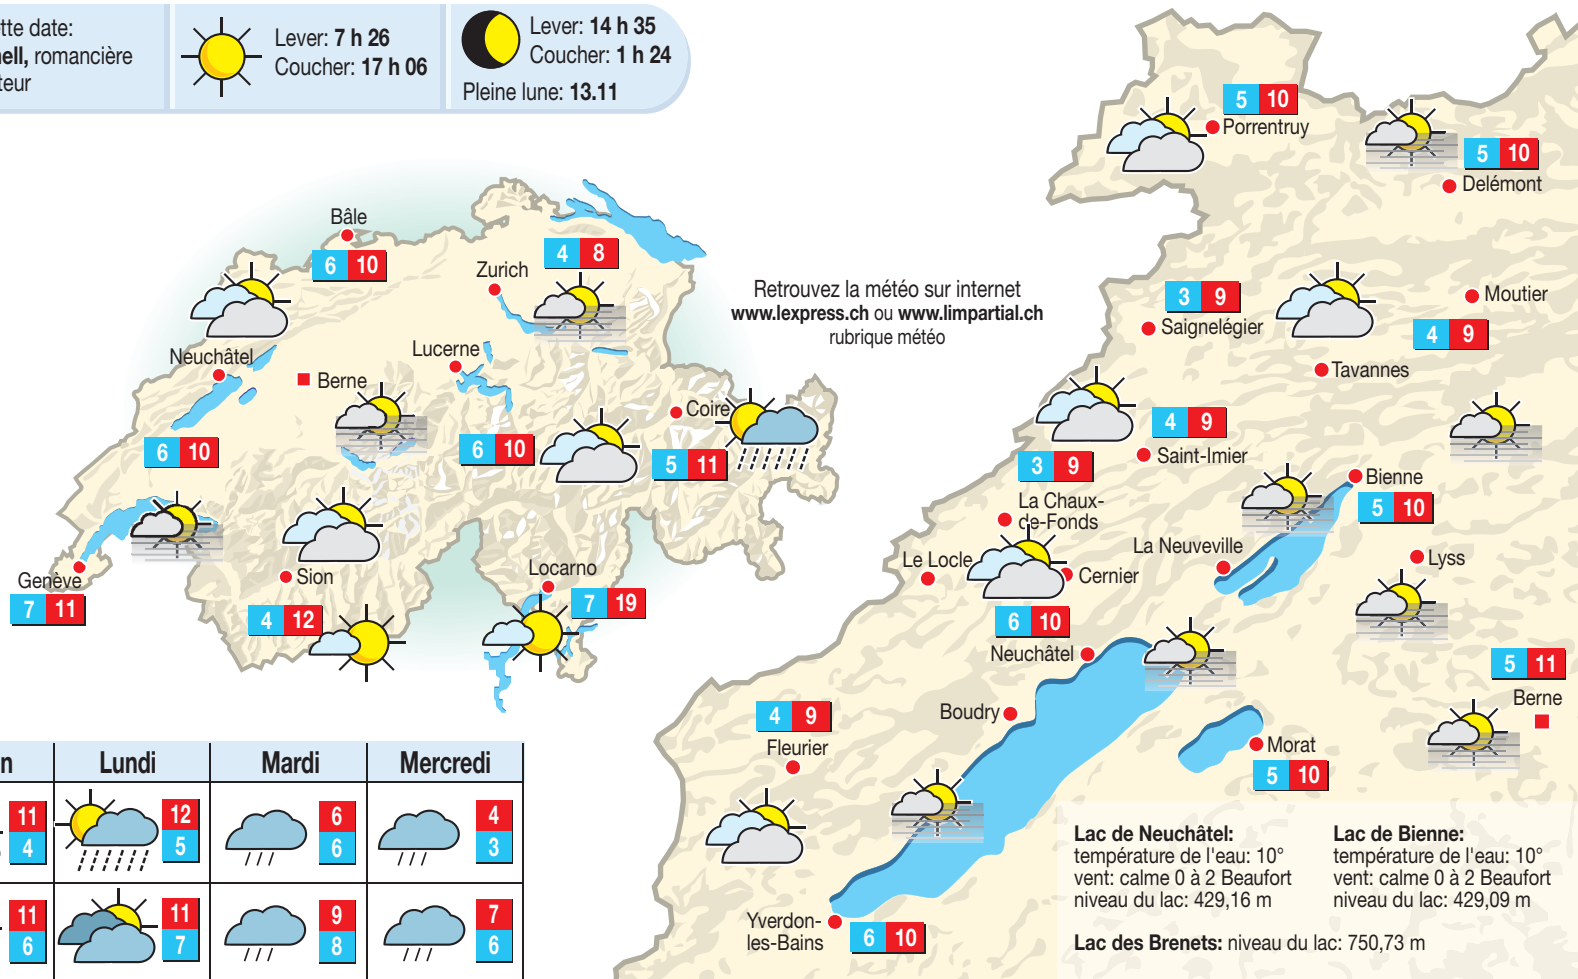 tte date:
ell, romancière
teur
Lever: 7 h 26
Coucher: 17 h 06
Lever: 14 h 35
Coucher: 1 h 24
Pleine lune: 13.11
Bâle
6 10
Zurich
4 8
Neuchâtel
6 10
Berne
Lucerne
6 10
Coire
5 11
Genève
7 11
Sion
4 12
Locarno
7 19
Retrouvez la météo sur internet
www.lexpress.ch ou www.limpartial.ch
rubrique météo
5 10
Porrentruy
5 10
Delémont
3 9
Saignelégier
Moutier
4 9
Tavannes
4 9
Saint-Imier
3 9
La Chaux-
de-Fonds
Bienne
5 10
La Neuveville
Le Locle
Cernier
Lyss
6 10
Neuchâtel
5 11
Berne
Boudry
4 9
Fleurier
Morat
5 10
Yverdon-
les-Bains
6 10
n Lundi Mardi Mercredi
11 12 6 4
4 5 6 3
11 11 9 7
6 7 8 6
Lac de Neuchâtel:
température de l'eau: 10°
vent: calme 0 à 2 Beaufort
niveau du lac: 429,16 m
Lac de Bienne:
température de l'eau: 10°
vent: calme 0 à 2 Beaufort
niveau du lac: 429,09 m
Lac des Brenets: niveau du lac: 750,73 m